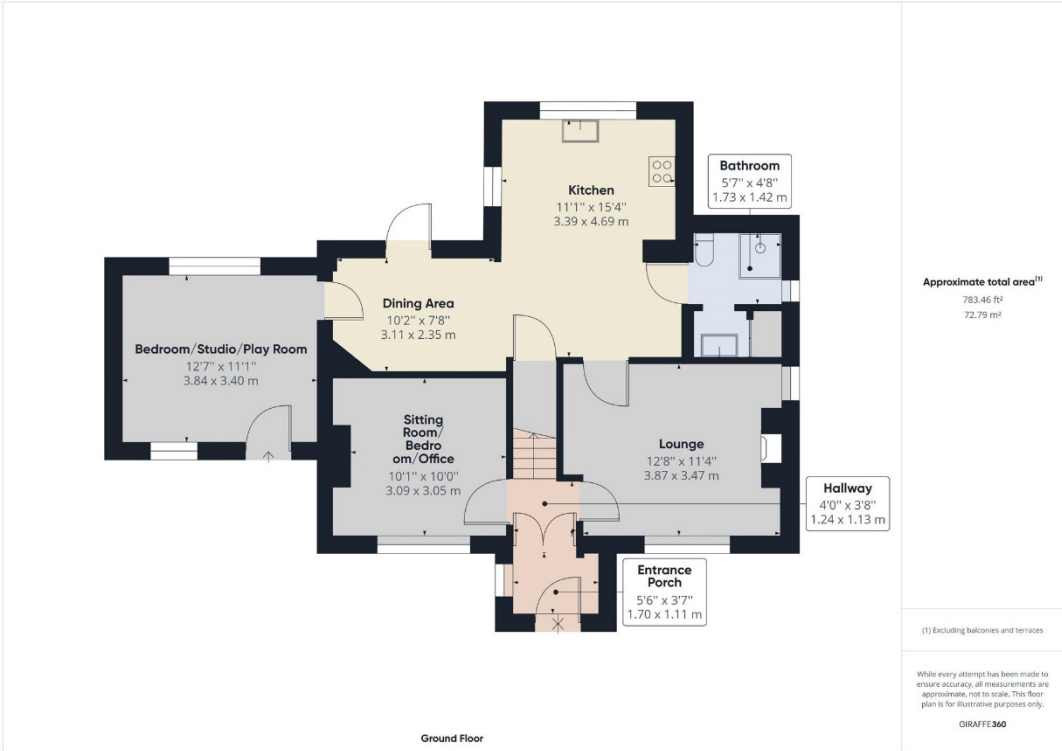 Bathroom
5'7" x 4'8"
1.73 x 1.42 m
Kitchen
11'1" x 15'4"
3.39 x 4.69 m
Dining Area
10'2" x 7'8"
3.11 x 2.35 m
Bedroom/Studio/Play Room
12'7" x 11'1"
3.84 x 3.40 m
Sitting
Room/
Bedro
om/Office
10'1" x 10'0"
3.09 x 3.05 m
Lounge
12'8" x 11'4"
3.87 x 3.47 m
Hallway
4'0" x 3'8"
1.24 x 1.13 m
Entrance
Porch
5'6" x 3'7"
1.70 x 1.11 m
Ground Floor
Approximate total area(1)
783.46 ft²
72.79 m²
(1) Excluding balconies and terraces
While every attempt has been made to
ensure accuracy, all measurements are
approximate, not to scale. This floor
plan is for illustrative purposes only.
GIRAFFE360